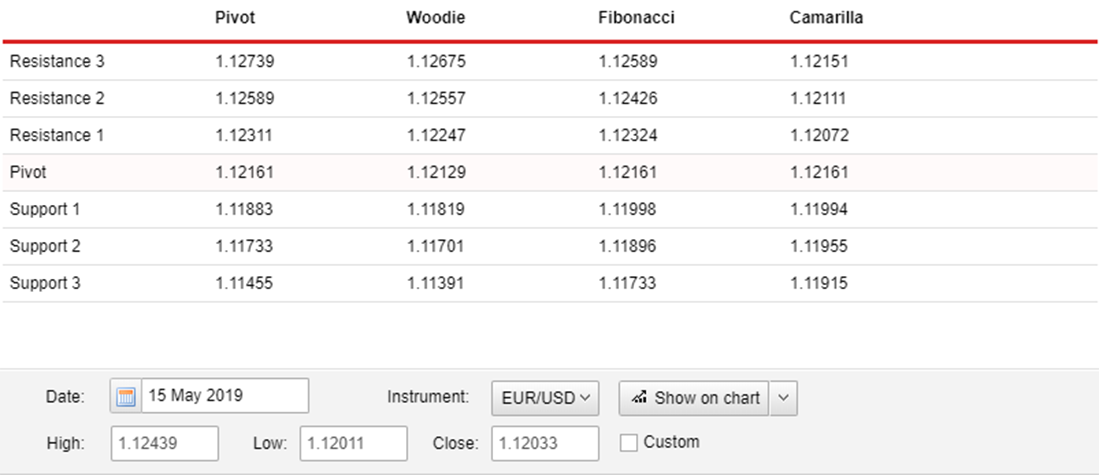 Pivot Woodie Fibonacci Camarilla
Resistance 3 1.12739 1.12675 1.12589 1.12151
Resistance 2 1.12589 1.12557 1.12426 1.12111
Resistance 1 1.12311 1.12247 1.12324 1.12072
Pivot 1.12161 1.12129 1.12161 1.12161
Support 1 1.11883 1.11819 1.11998 1.11994
Support 2 1.11733 1.11701 1.11896 1.11955
Support 3 1.11455 1.11391 1.11733 1.11915
Date: 15 May 2019 Instrument: EUR/USD Show on chart
High: 1.12439 Low: 1.12011 Close: 1.12033 Custom